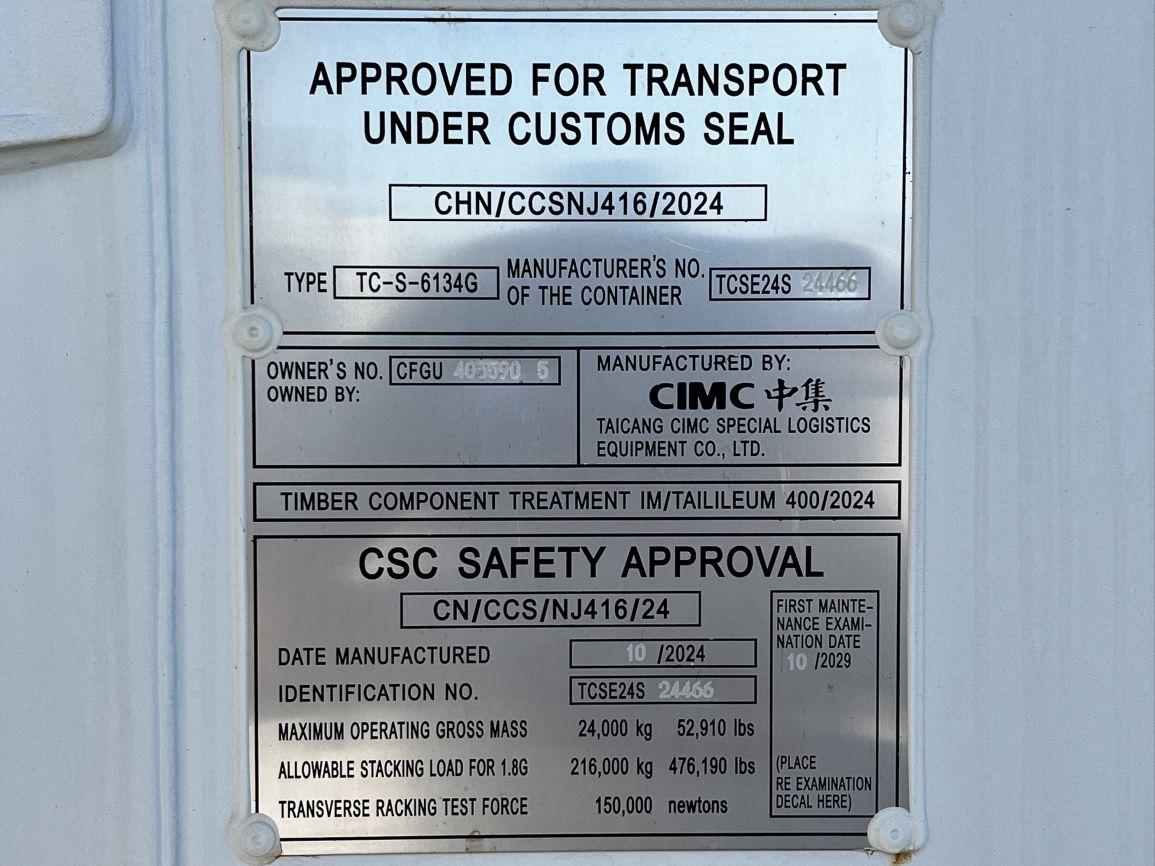 APPROVED FOR TRANSPORT
UNDER CUSTOMS SEAL
CHN/CCSNJ416/2024
TYPE TC-S-6134G MANUFACTURER'S NO. OF THE CONTAINER TCSE24S 24466
OWNER'S NO. CFGU 5
OWNED BY:
MANUFACTURED BY:
CIMC 中集
TAICANG CIMC SPECIAL LOGISTICS
EQUIPMENT CO., LTD.
TIMBER COMPONENT TREATMENT IM/TAILILEUM 400/2024
CSC SAFETY APPROVAL
CN/CCS/NJ416/24
DATE MANUFACTURED 10 /2024
IDENTIFICATION NO. TCSE24S 24466
MAXIMUM OPERATING GROSS MASS 24,000 kg 52,910 lbs
ALLOWABLE STACKING LOAD FOR 1.8G 216,000 kg 476,190 lbs
TRANSVERSE RACKING TEST FORCE 150,000 newtons
FIRST MAINTE-
NANCE EXAMI-
NATION DATE
10 /2029
(PLACE
RE EXAMINATION
DECAL HERE)